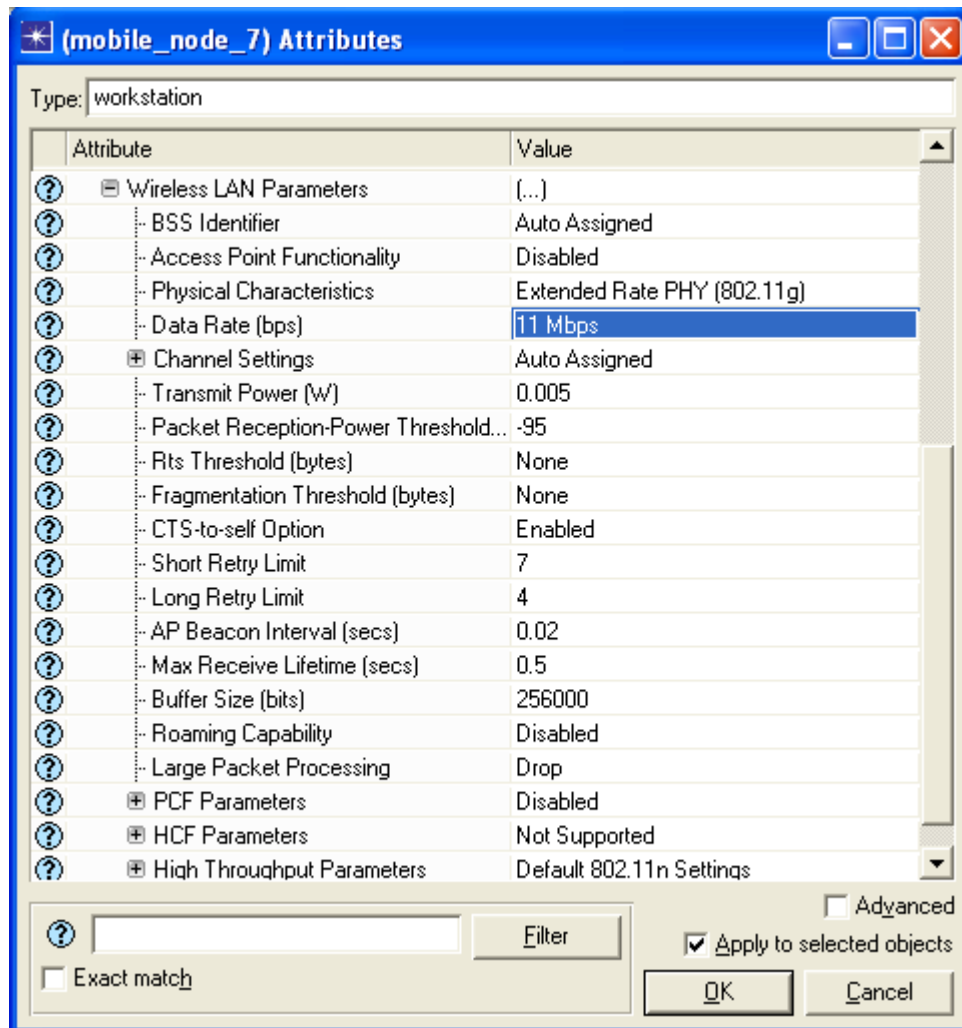 (mobile_node_7) Attributes
Type: workstation
Attribute Value
Wireless LAN Parameters (...)
BSS Identifier Auto Assigned
Access Point Functionality Disabled
Physical Characteristics Extended Rate PHY (802.11g)
Data Rate (bps) 11 Mbps
Channel Settings Auto Assigned
Transmit Power (W) 0.005
Packet Reception-Power Threshold... -95
Rts Threshold (bytes) None
Fragmentation Threshold (bytes) None
CTS-to-self Option Enabled
Short Retry Limit 7
Long Retry Limit 4
AP Beacon Interval (secs) 0.02
Max Receive Lifetime (secs) 0.5
Buffer Size (bits) 256000
Roaming Capability Disabled
Large Packet Processing Drop
PCF Parameters Disabled
HCF Parameters Not Supported
High Throughput Parameters Default 802.11n Settings
Advanced
Filter
Apply to selected objects
Exact match
OK Cancel